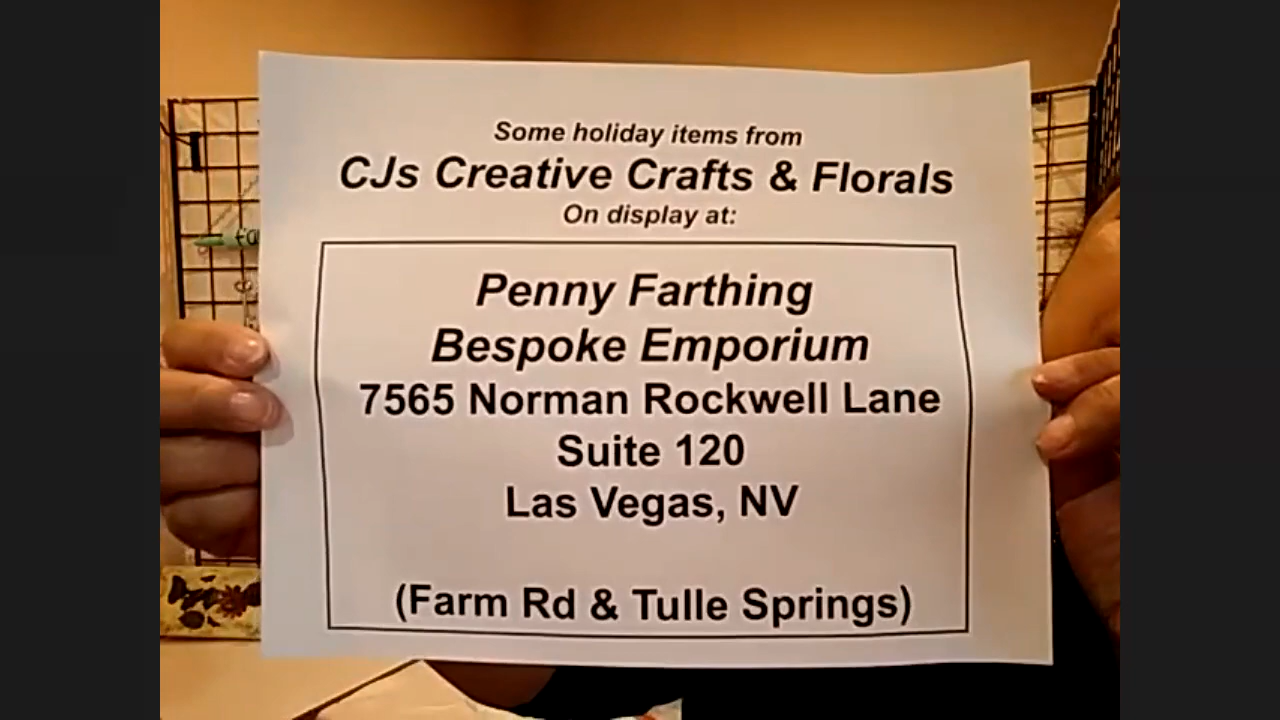 Some holiday items from
CJs Creative Crafts & Florals
On display at:
Penny Farthing
Bespoke Emporium
7565 Norman Rockwell Lane
Suite 120
Las Vegas, NV
(Farm Rd & Tulle Springs)